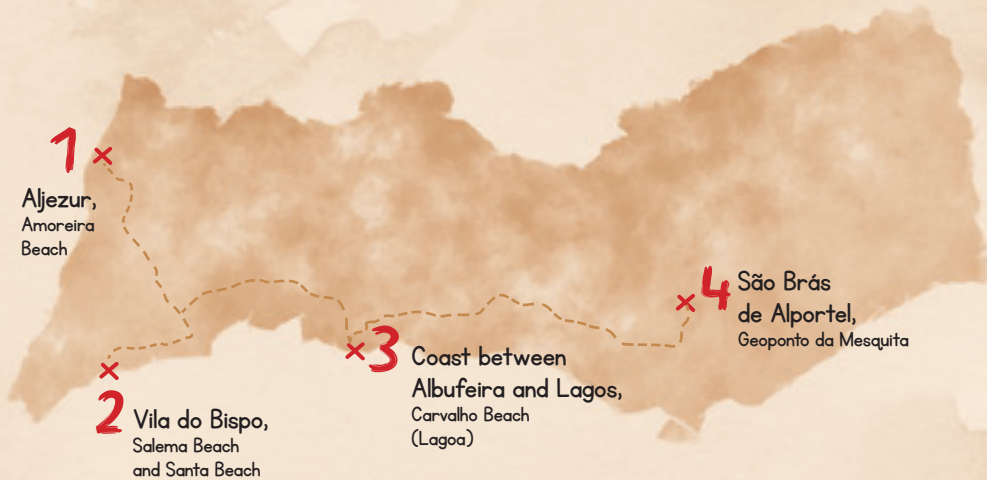 1
Aljezur,
Amoreira
Beach
2
Vila do Bispo,
Salema Beach
and Santa Beach
3
Coast between
Albufeira and Lagos,
Carvalho Beach
(Lagoa)
4
São Brás
de Alportel,
Geoponto da Mesquita